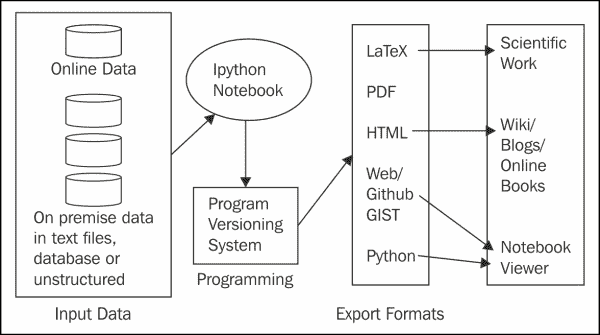 Online Data
On premise data
in text files,
database or
unstructured
Input Data
Ipython
Notebook
Program
Versioning
System
Programming
LaTeX
PDF
HTML
Web/
Github
GIST
Python
Export Formats
Scientific
Work
Wiki/
Blogs/
Online
Books
Notebook
Viewer